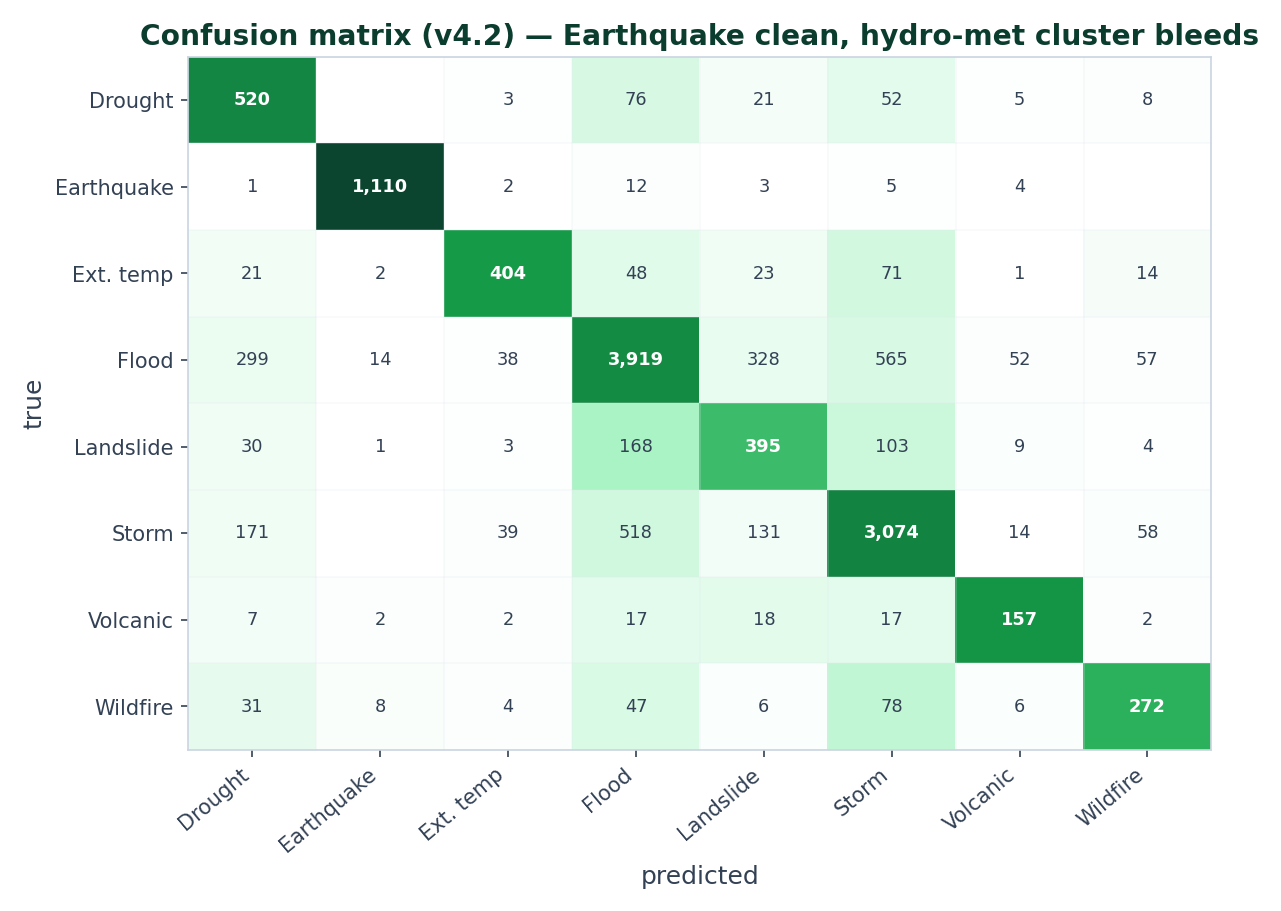 Confusion matrix (v4.2) — Earthquake clean, hydro-met cluster bleeds
Drought 520 3 76 21 52 5 8
Earthquake 1 1,110 2 12 3 5 4
Ext. temp 21 2 404 48 23 71 1 14
Flood 299 14 38 3,919 328 565 52 57
true
Landslide 30 1 3 168 395 103 9 4
Storm 171 39 518 131 3,074 14 58
Volcanic 7 2 2 17 18 17 157 2
Wildfire 31 8 4 47 6 78 6 272
Drought Earthquake Ext. temp Flood Landslide Storm Volcanic Wildfire
predicted